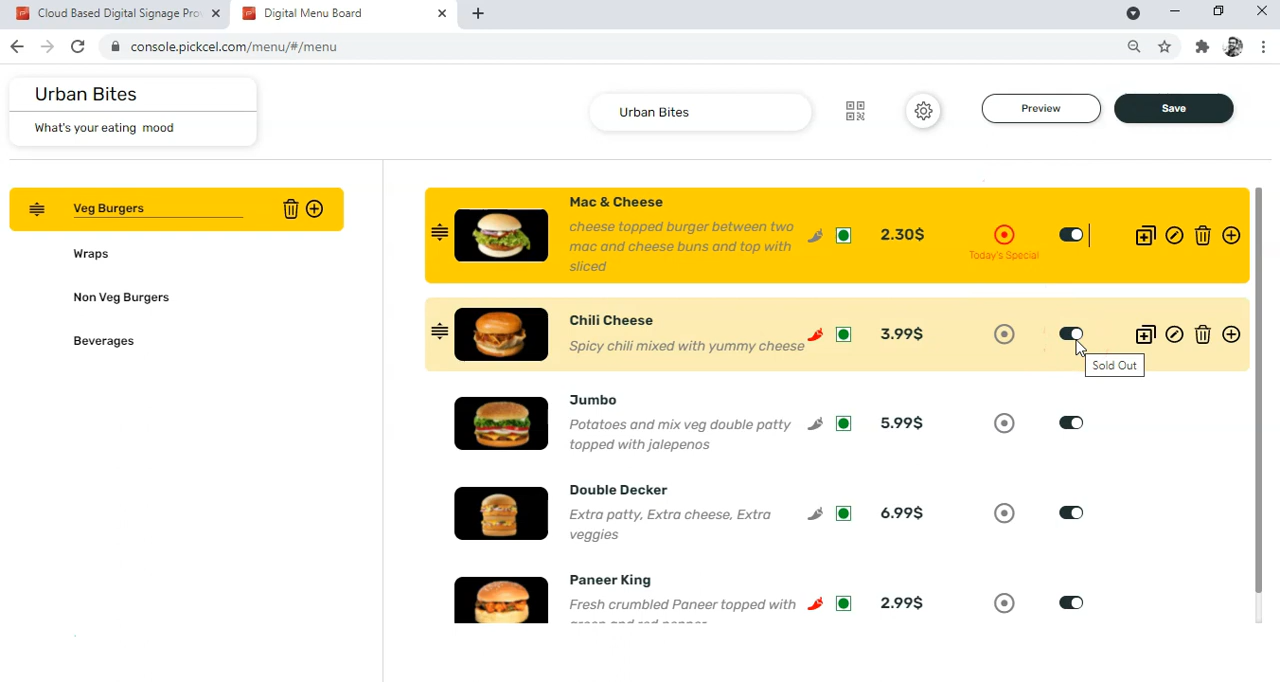 Cloud Based Digital Signage Pro
Digital Menu Board
console.pickcel.com/menu/#/menu
Urban Bites
What's your eating mood
Urban Bites
Preview
Save
Veg Burgers
Wraps
Non Veg Burgers
Beverages
Mac & Cheese
cheese topped burger between two
mac and cheese buns and top with
sliced
2.30$
Today's Special
Chili Cheese
Spicy chili mixed with yummy cheese
3.99$
Sold Out
Jumbo
Potatoes and mix veg double patty
topped with jalepenos
5.99$
Double Decker
Extra patty, Extra cheese, Extra
veggies
6.99$
Paneer King
Fresh crumbled Paneer topped with
green and red pepper
2.99$